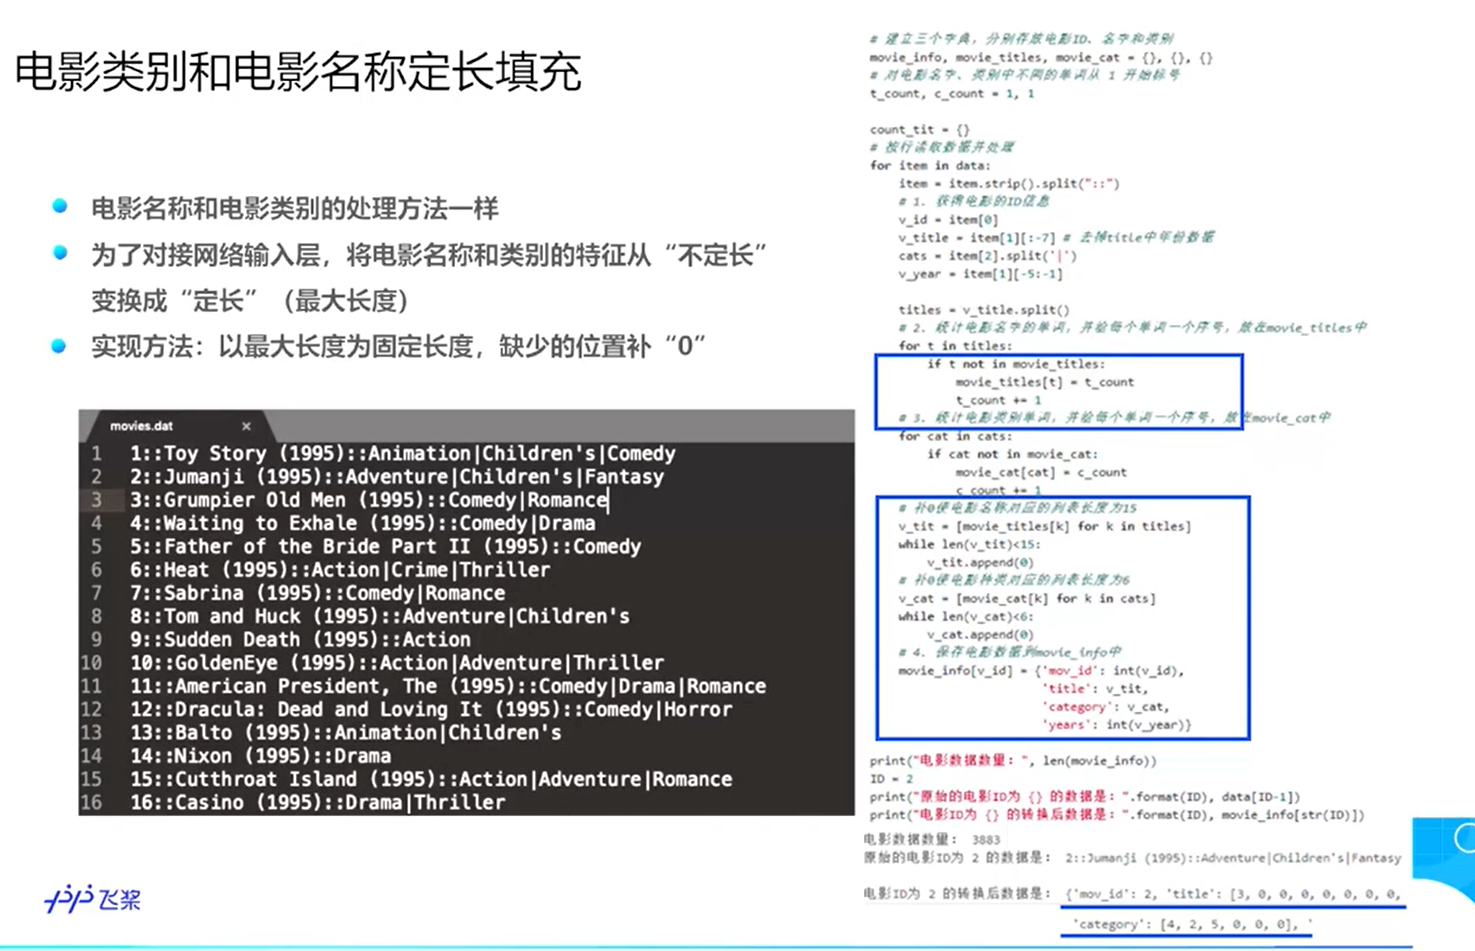 电影类别和电影名称定长填充
电影名称和电影类别的处理方法一样
为了对接网络输入层，将电影名称和类别的特征从“不定长”
变换成“定长”（最大长度）
实现方法：以最大长度为固定长度，缺少的位置补“0”
movies.dat ×
1 1::Toy Story (1995)::Animation|Children's|Comedy
2 2::Jumanji (1995)::Adventure|Children's|Fantasy
3 3::Grumpier Old Men (1995)::Comedy|Romance
4 4::Waiting to Exhale (1995)::Comedy|Drama
5 5::Father of the Bride Part II (1995)::Comedy
6 6::Heat (1995)::Action|Crime|Thriller
7 7::Sabrina (1995)::Comedy|Romance
8 8::Tom and Huck (1995)::Adventure|Children's
9 9::Sudden Death (1995)::Action
10 10::GoldenEye (1995)::Action|Adventure|Thriller
11 11::American President, The (1995)::Comedy|Drama|Romance
12 12::Dracula: Dead and Loving It (1995)::Comedy|Horror
13 13::Balto (1995)::Animation|Children's
14 14::Nixon (1995)::Drama
15 15::Cutthroat Island (1995)::Action|Adventure|Romance
16 16::Casino (1995)::Drama|Thriller
飞桨
# 建立三个字典，分别存放电影ID、名字和类别
movie_info, movie_titles, movie_cat = {}, {}, {}
# 对电影名字、类别中不同的单词从 1 开始标号
t_count, c_count = 1, 1
count_tit = {}
# 按行读取数据并处理
for item in data:
item = item.strip().split("::")
# 1. 获得电影的ID信息
v_id = item[0]
v_title = item[1][:-7] # 去掉title中年份数据
cats = item[2].split('|')
v_year = item[1][-5:-1]
titles = v_title.split()
# 2. 统计电影名字的单词，并给每个单词一个序号，放在movie_titles中
for t in titles:
if t not in movie_titles:
movie_titles[t] = t_count
t_count += 1
# 3. 统计电影类别单词，并给每个单词一个序号，放在movie_cat中
for cat in cats:
if cat not in movie_cat:
movie_cat[cat] = c_count
c_count += 1
# 补0使电影名称对应的列表长度为15
v_tit = [movie_titles[k] for k in titles]
while len(v_tit)<15:
v_tit.append(0)
# 补0使电影种类对应的列表长度为6
v_cat = [movie_cat[k] for k in cats]
while len(v_cat)<6:
v_cat.append(0)
# 4. 保存电影数据到movie_info中
movie_info[v_id] = {'mov_id': int(v_id),
'title': v_tit,
'category': v_cat,
'years': int(v_year)}
print("电影数据数量：", len(movie_info))
ID = 2
print("原始的电影ID为 {} 的数据是：".format(ID), data[ID-1])
print("电影ID为 {} 的转换后数据是：".format(ID), movie_info[str(ID)])
电影数据数量： 3883
原始的电影ID为 2 的数据是： 2::Jumanji (1995)::Adventure|Children's|Fantasy
电影ID为 2 的转换后数据是： {'mov_id': 2, 'title': [3, 0, 0, 0, 0, 0, 0, 0,
'category': [4, 2, 5, 0, 0, 0], '